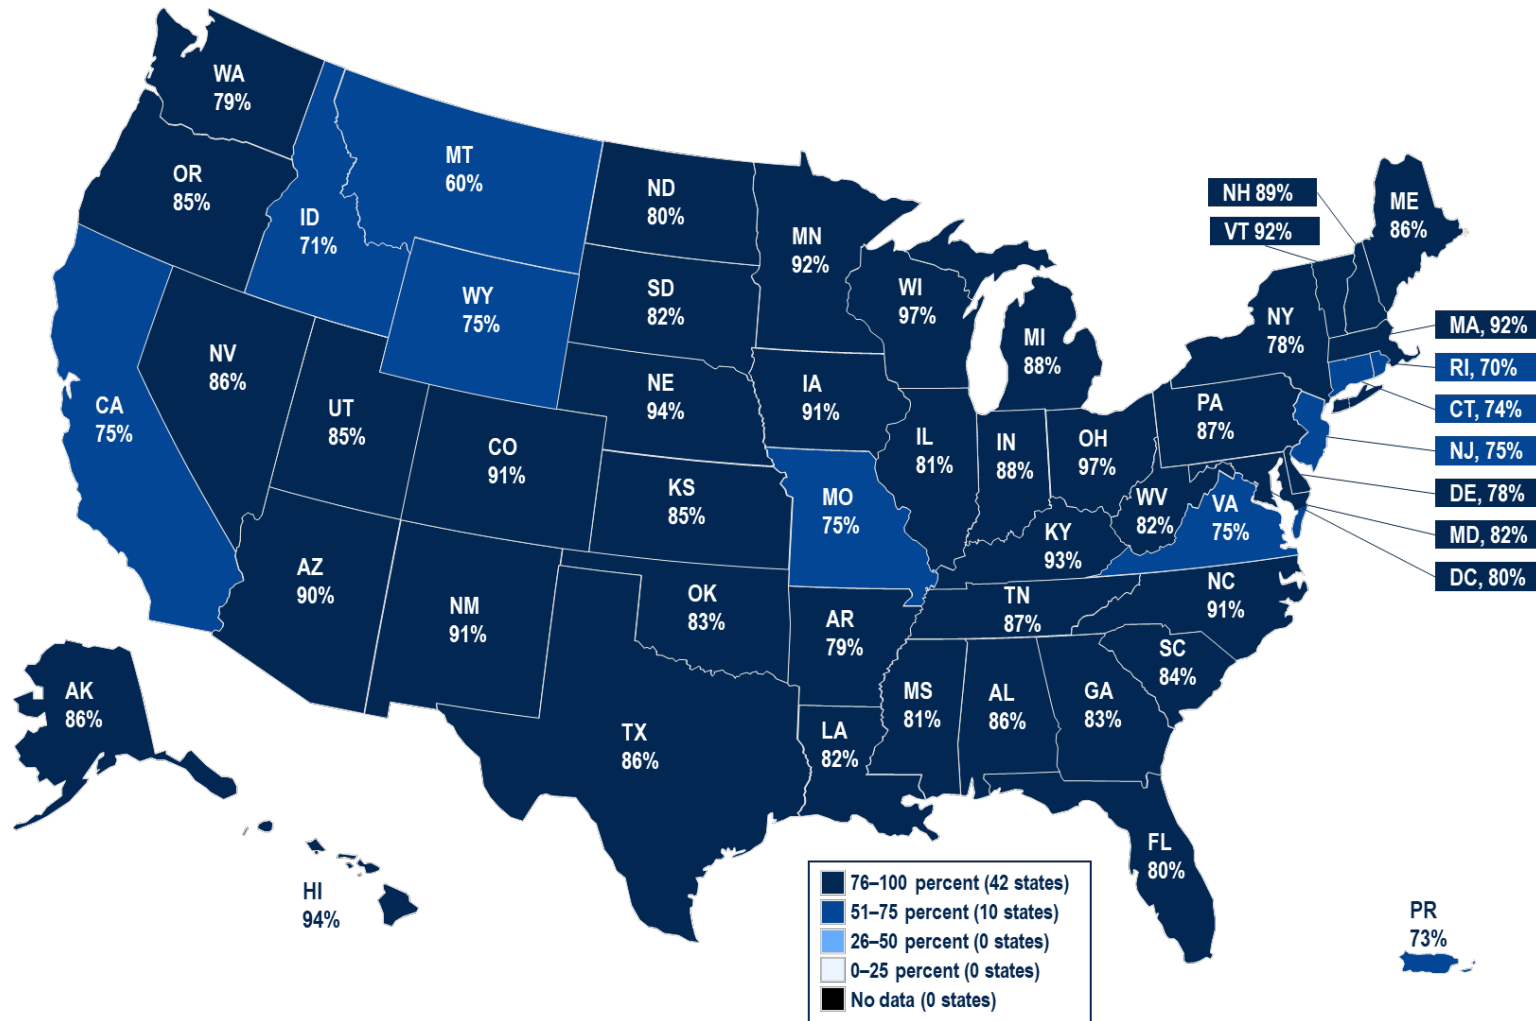 WA
79%
OR
85%
CA
75%
ID
71%
NV
86%
MT
60%
WY
75%
UT
85%
AZ
90%
CO
91%
NM
91%
ND
80%
SD
82%
NE
94%
KS
85%
OK
83%
TX
86%
MN
92%
IA
91%
MO
75%
AR
79%
LA
82%
WI
97%
IL
81%
MS
81%
MI
88%
IN
88%
OH
97%
KY
93%
TN
87%
AL
86%
GA
83%
FL
80%
SC
84%
NC
91%
VA
75%
WV
82%
PA
87%
NY
78%
NH 89%
VT 92%
ME
86%
MA, 92%
RI, 70%
CT, 74%
NJ, 75%
DE, 78%
MD, 82%
DC, 80%
AK
86%
HI
94%
PR
73%
76–100 percent (42 states)
51–75 percent (10 states)
26–50 percent (0 states)
0–25 percent (0 states)
No data (0 states)